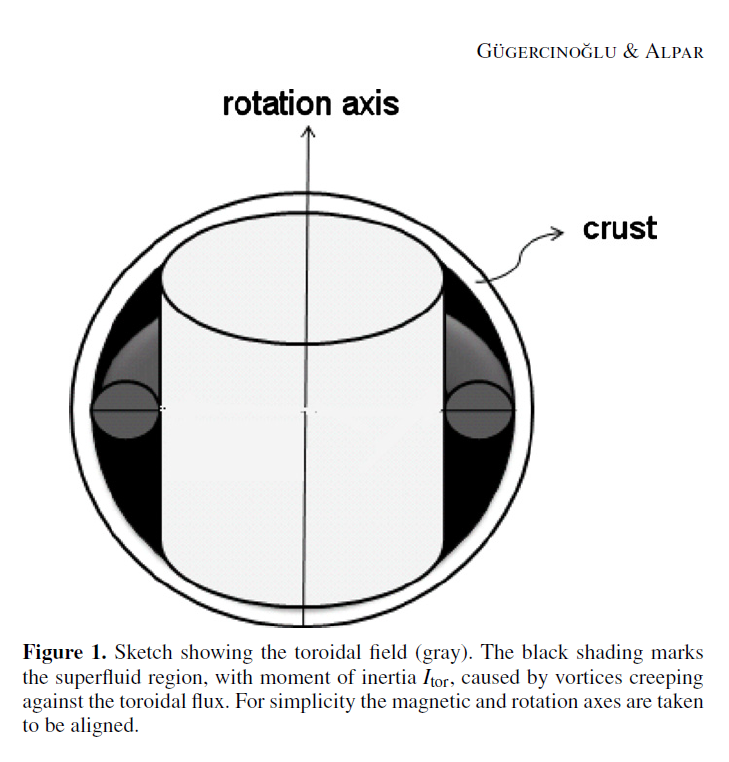 GÜGERCINOĞLU & ALPAR
rotation axis
crust
Figure 1. Sketch showing the toroidal field (gray). The black shading marks
the superfluid region, with moment of inertia Itor, caused by vortices creeping
against the toroidal flux. For simplicity the magnetic and rotation axes are taken
to be aligned.